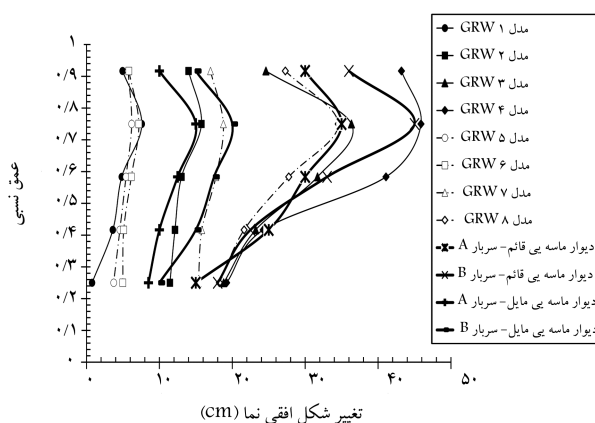 مدل GRW ۱
مدل GRW ۲
مدل GRW ۳
مدل GRW ۴
مدل GRW ۵
مدل GRW ۶
مدل GRW ۷
مدل GRW ۸
دیوار ماسه یی قائم- سربار A
دیوار ماسه یی قائم- سربار B
دیوار ماسه یی مایل- سربار A
دیوار ماسه یی مایل- سربار B
عمق نسبی
۱
۰/۹
۰/۸
۰/۷
۰/۶
۰/۵
۰/۴
۰/۳
۰/۲
۰/۱
۰
۰ ۱۰ ۲۰ ۳۰ ۴۰ ۵۰
تغییر شکل افقی نما (cm)